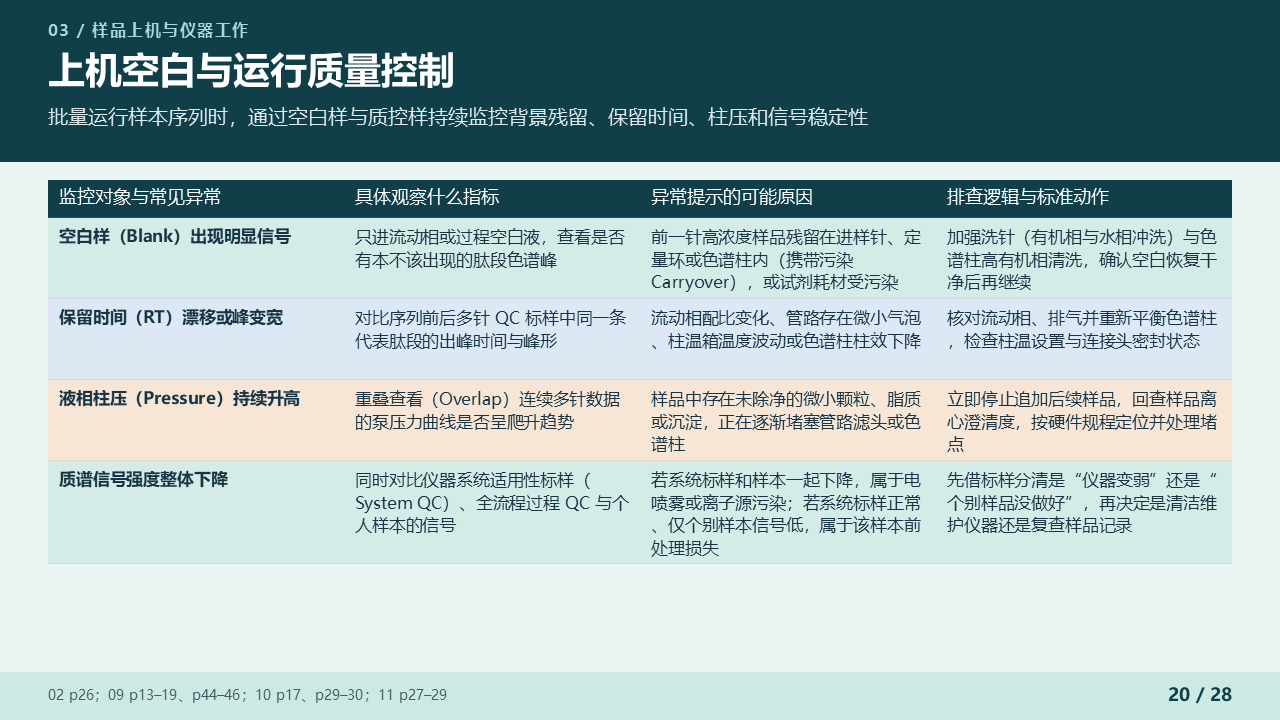 03 / 样品上机与仪器工作
上机空白与运行质量控制
批量运行样本序列时，通过空白样与质控样持续监控背景残留、保留时间、柱压和信号稳定性
监控对象与常见异常
具体观察什么指标
异常提示的可能原因
排查逻辑与标准动作
空白样（Blank）出现明显信号
只进流动相或过程空白液，查看是否
有本不该出现的肽段色谱峰
前一针高浓度样品残留在进样针、定
量环或色谱柱内（携带污染
Carryover），或试剂耗材受污染
加强洗针（有机相与水相冲洗）与色
谱柱高有机相清洗，确认空白恢复干
净后再继续
保留时间（RT）漂移或峰变宽
对比序列前后多针 QC 标样中同一条
代表肽段的出峰时间与峰形
流动相配比变化、管路存在微小气泡
、柱温箱温度波动或色谱柱柱效下降
核对流动相、排气并重新平衡色谱柱
，检查柱温设置与连接头密封状态
液相柱压（Pressure）持续升高
重叠查看（Overlap）连续多针数据
的泵压力曲线是否呈爬升趋势
样品中存在未除净的微小颗粒、脂质
或沉淀，正在逐渐堵塞管路滤头或色
谱柱
立即停止追加后续样品，回查样品离
心澄清度，按硬件规程定位并处理堵
点
质谱信号强度整体下降
同时对比仪器系统适用性标样（
System QC）、全流程过程 QC 与个
人样本的信号
若系统标样和样本一起下降，属于电
喷雾或离子源污染；若系统标样正常
、仅个别样本信号低，属于该样本前
处理损失
先借标样分清是“仪器变弱”还是“
个别样品没做好”，再决定是清洁维
护仪器还是复查样品记录
02 p26；09 p13–19、p44–46；10 p17、p29–30；11 p27–29
20 / 28